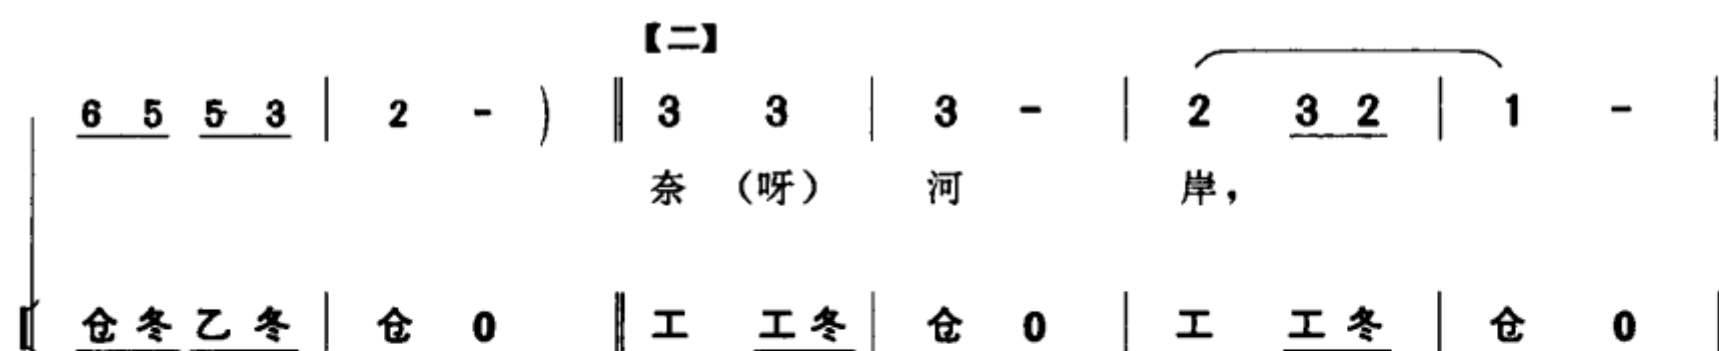 【二】
6 5 5 3 | 2 - ) ‖ 3 3 | 3 - | 2 3 2 | 1 - |
奈 （呀） 河 岸，
仓 冬 乙 冬 | 仓 0 ‖ 工 工 冬 | 仓 0 | 工 工 冬 | 仓 0 |